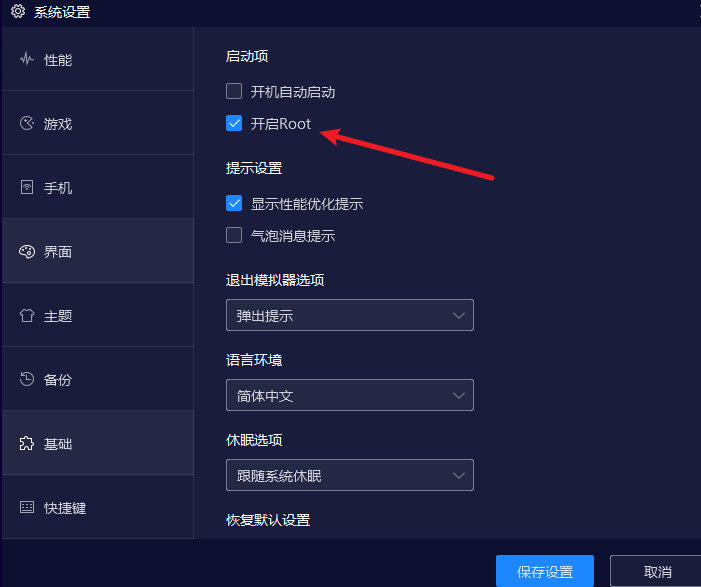 系统设置
性能
游戏
手机
界面
主题
备份
基础
快捷键
启动项
开机自动启动
开启Root
提示设置
显示性能优化提示
气泡消息提示
退出模拟器选项
弹出提示
语言环境
简体中文
休眠选项
跟随系统休眠
恢复默认设置
保存设置
取消